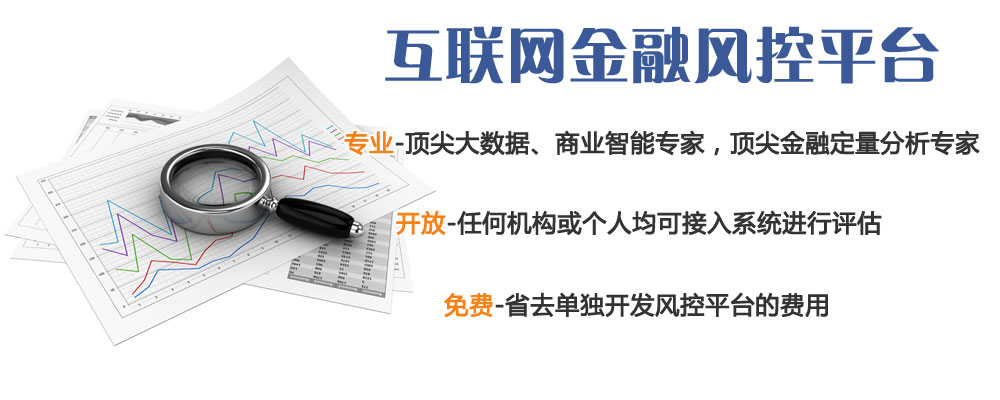 互联网金融风控平台
专业-顶尖大数据、商业智能专家，顶尖金融定量分析专家
开放-任何机构或个人均可接入系统进行评估
免费-省去单独开发风控平台的费用